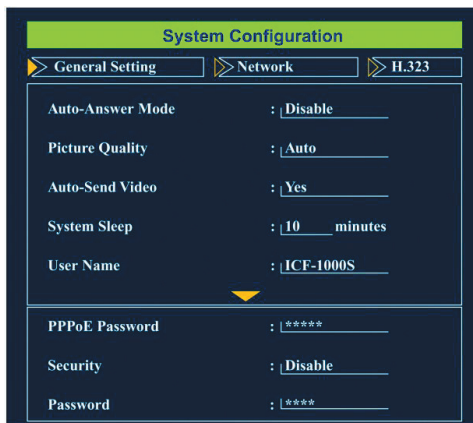 System Configuration
General Setting Network H.323
Auto-Answer Mode : Disable
Picture Quality : Auto
Auto-Send Video : Yes
System Sleep : 10 minutes
User Name : ICF-1000S
PPPoE Password : *****
Security : Disable
Password : ****